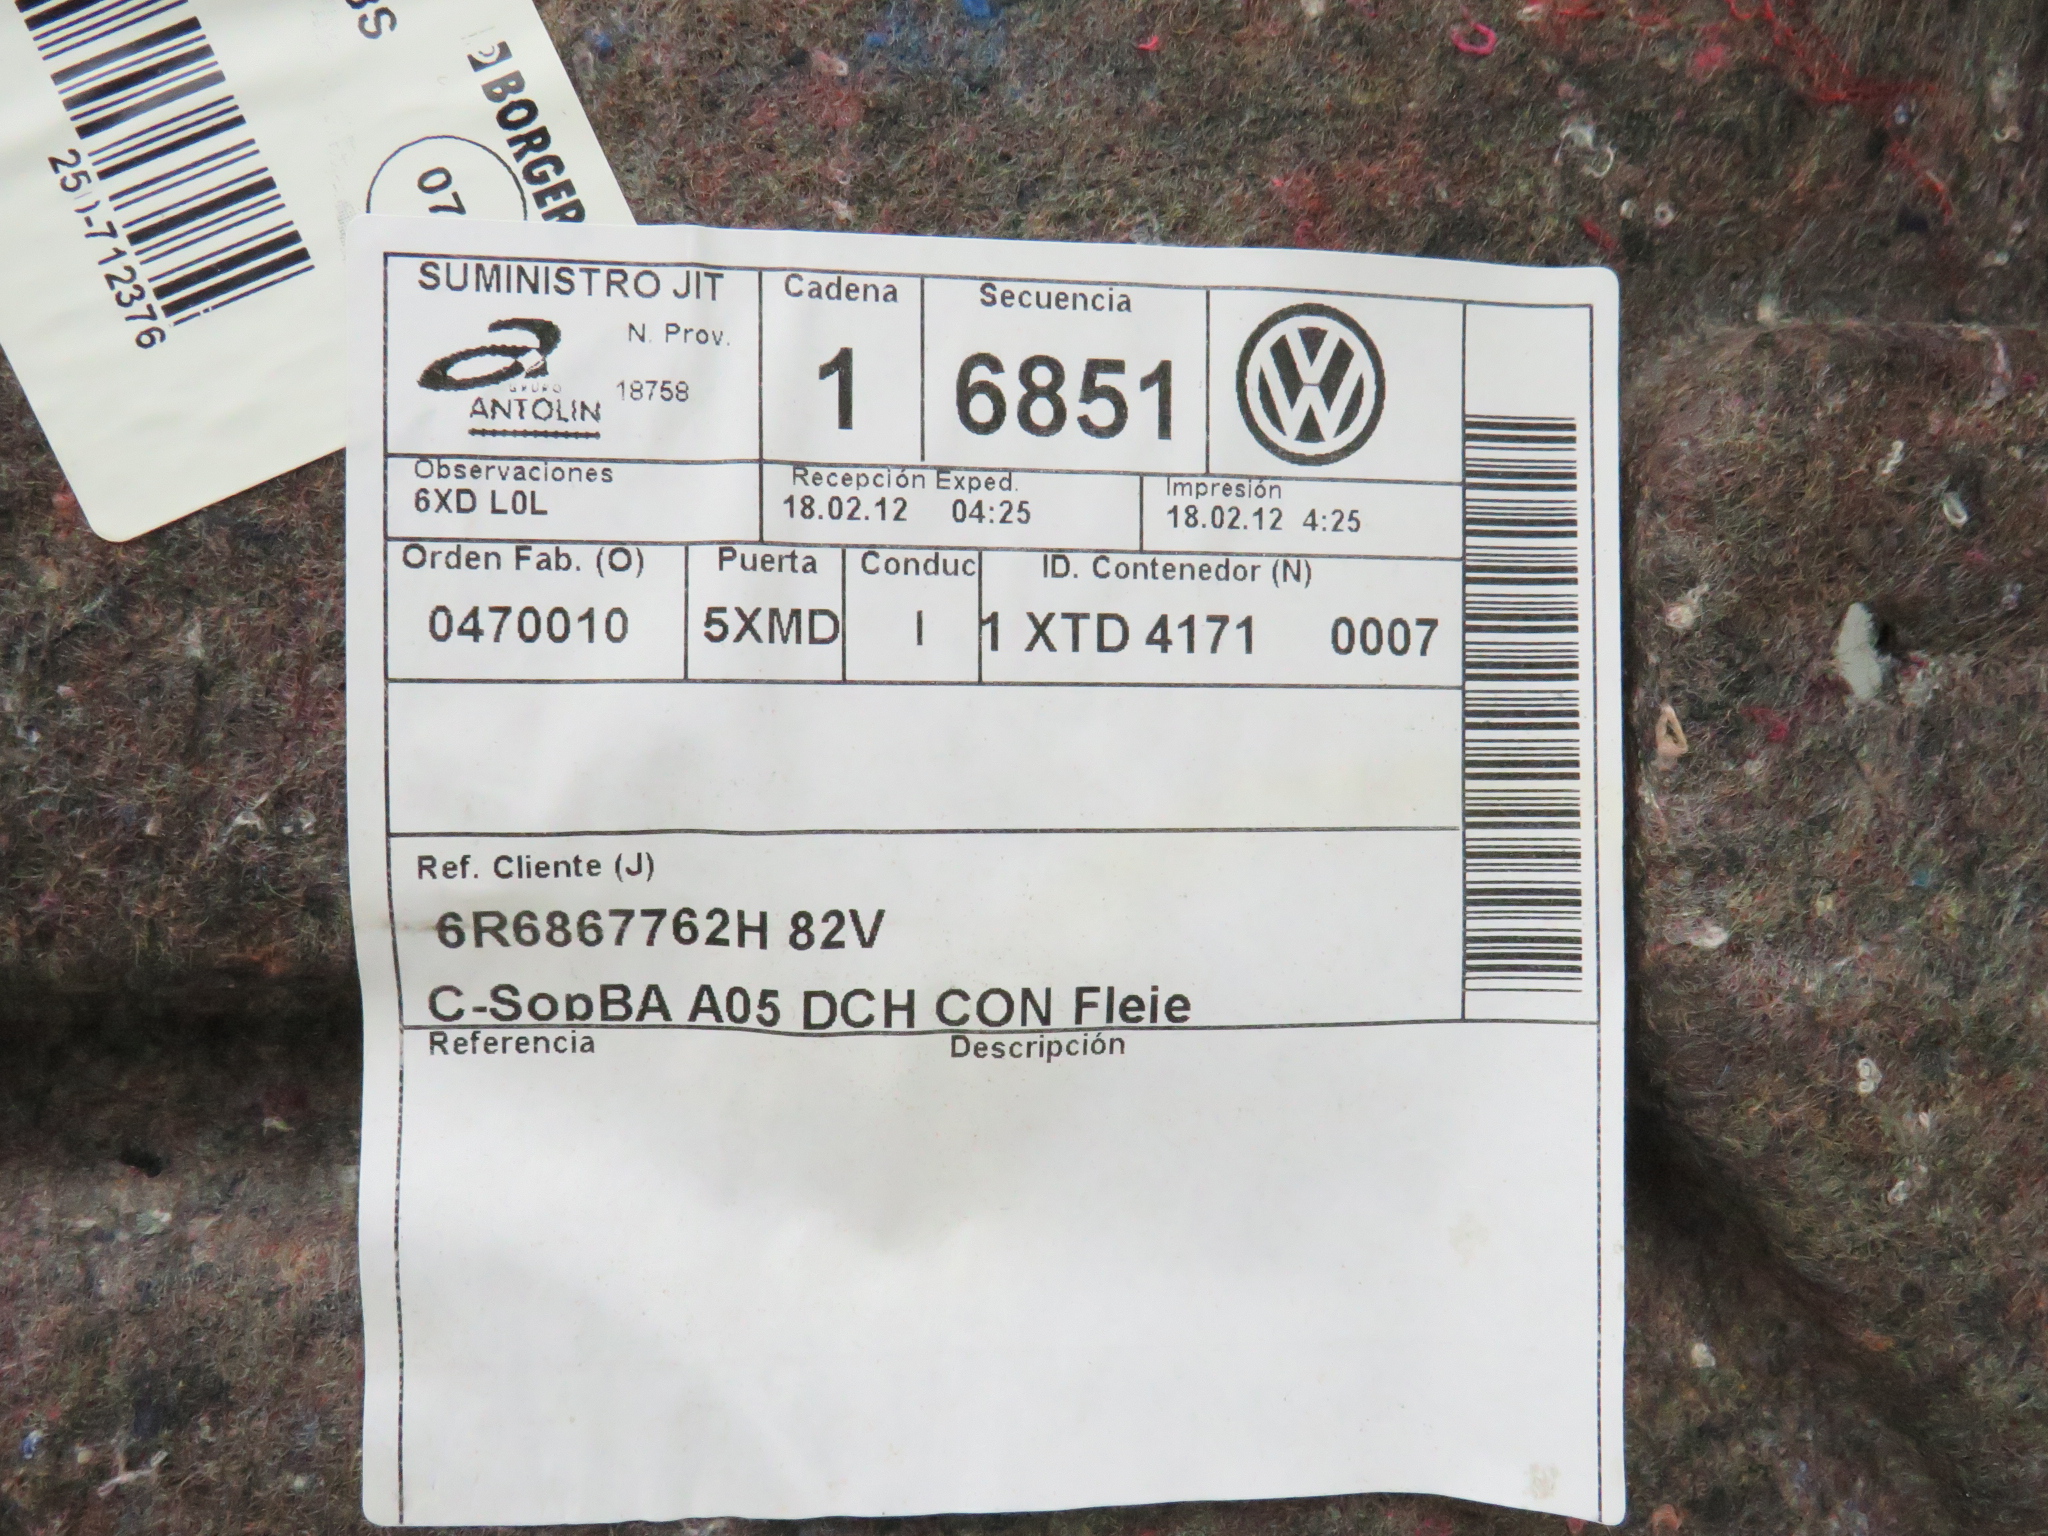 BORGER
07
712376
SUMINISTRO JIT
N. Prov.
GRUPO
ANTOLIN
18758
Cadena
1
Secuencia
6851
Observaciones
6XD L0L
Recepción Exped.
18.02.12 04:25
Impresión
18.02.12 4:25
Orden Fab. (O)
0470010
Puerta
5XMD
Conduc
I
ID. Contenedor (N)
1 XTD 4171 0007
Ref. Cliente (J)
6R6867762H 82V
C-SopBA A05 DCH CON Fleie
Referencia Descripción